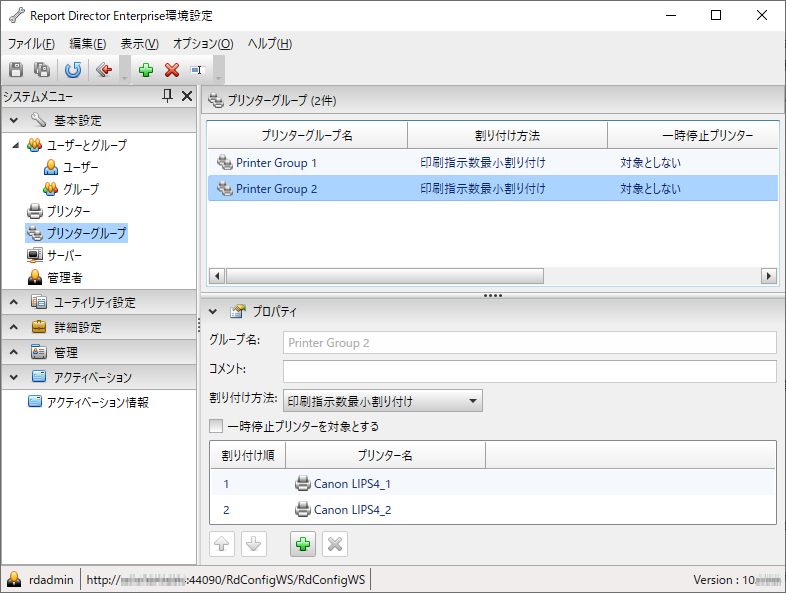 Report Director Enterprise環境設定
ファイル(F) 編集(E) 表示(V) オプション(O) ヘルプ(H)
システムメニュー
基本設定
ユーザーとグループ
ユーザー
グループ
プリンター
プリンターグループ
サーバー
管理者
ユーティリティ設定
詳細設定
管理
アクティベーション
アクティベーション情報
プリンターグループ (2件)
プリンターグループ名 割り付け方法 一時停止プリンター
Printer Group 1 印刷指示数量最小割り付け 対象としない
Printer Group 2 印刷指示数量最小割り付け 対象としない
プロパティ
グループ名: Printer Group 2
コメント:
割り付け方法: 印刷指示数量最小割り付け
一時停止プリンターを対象とする
割り付け順 プリンター名
1 Canon LIPS4_1
2 Canon LIPS4_2
rdadmin http:// :44090/RdConfigWS/RdConfigWS Version : 10.